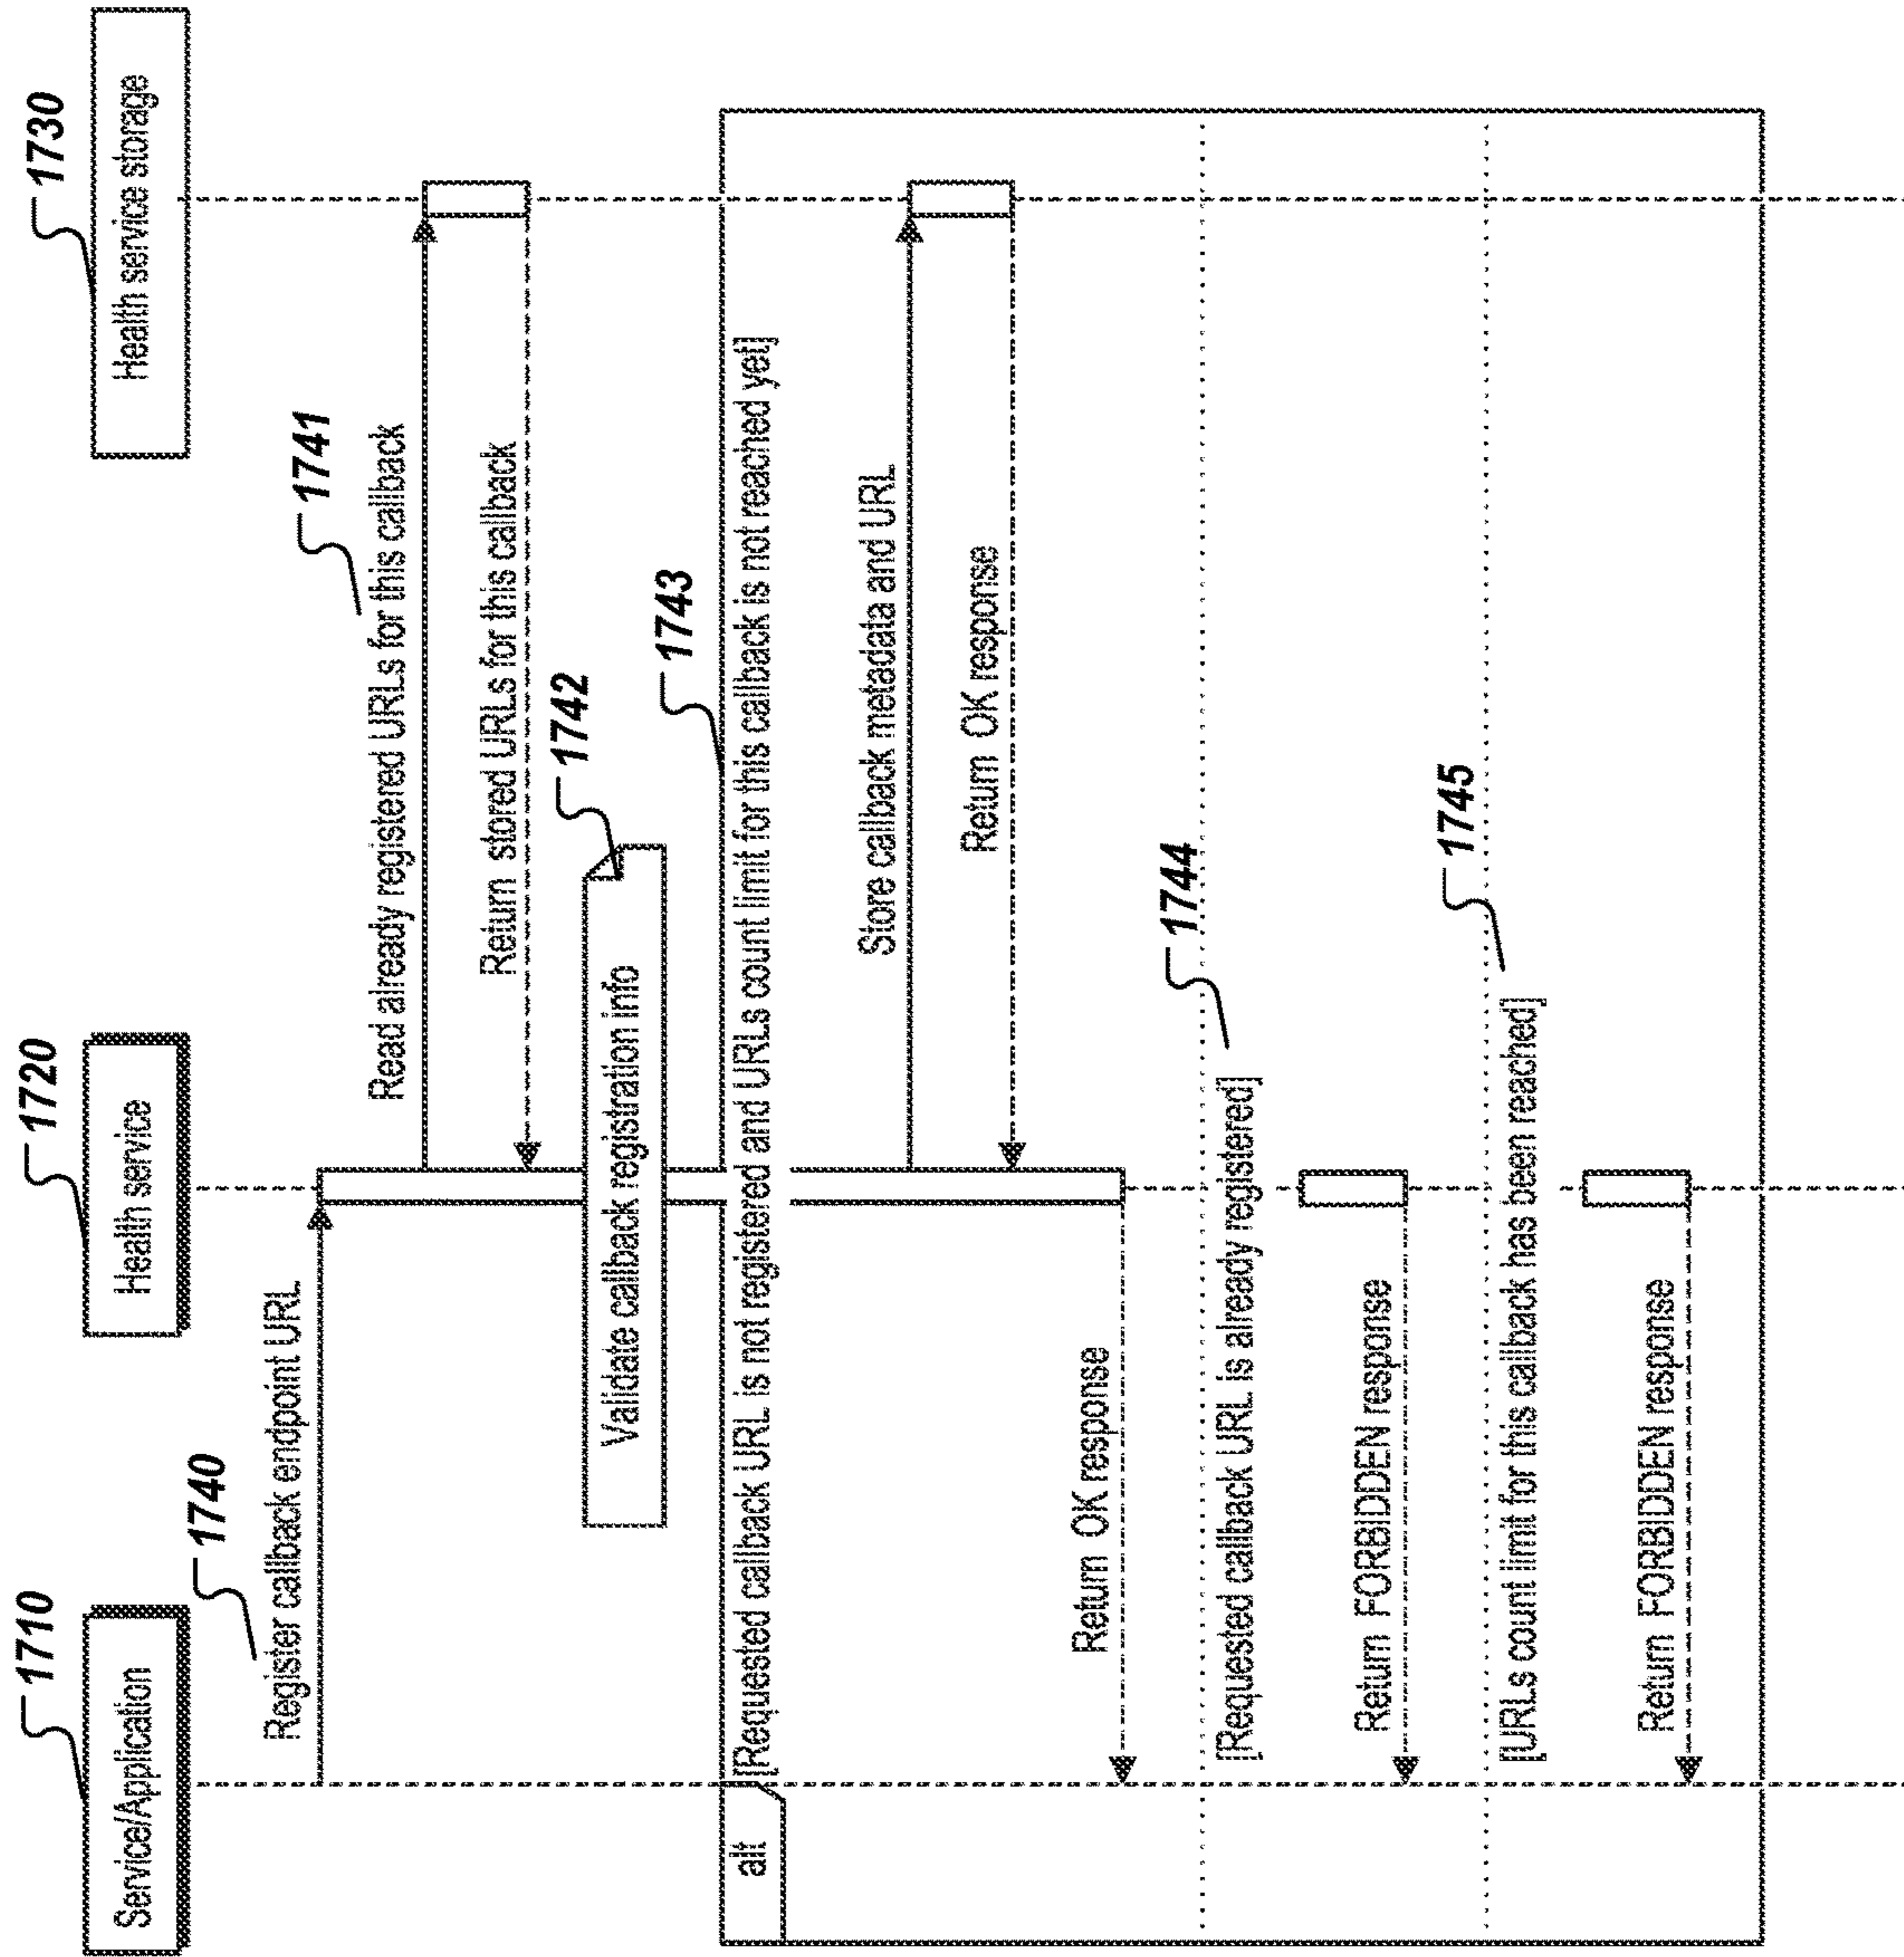 1710
Service/Application
1720
Health service
1730
Health service storage
1740
Register callback endpoint URL
1741
Read already registered URLs for this callback
Return stored URLs for this callback
1742
Validate callback registration info
1743
alt
[Requested callback URL is not registered and URLs count limit for this callback is not reached yet]
Store callback metadata and URL
Return OK response
Return OK response
1744
[Requested callback URL is already registered]
Return FORBIDDEN response
1745
[URLs count limit for this callback has been reached]
Return FORBIDDEN response